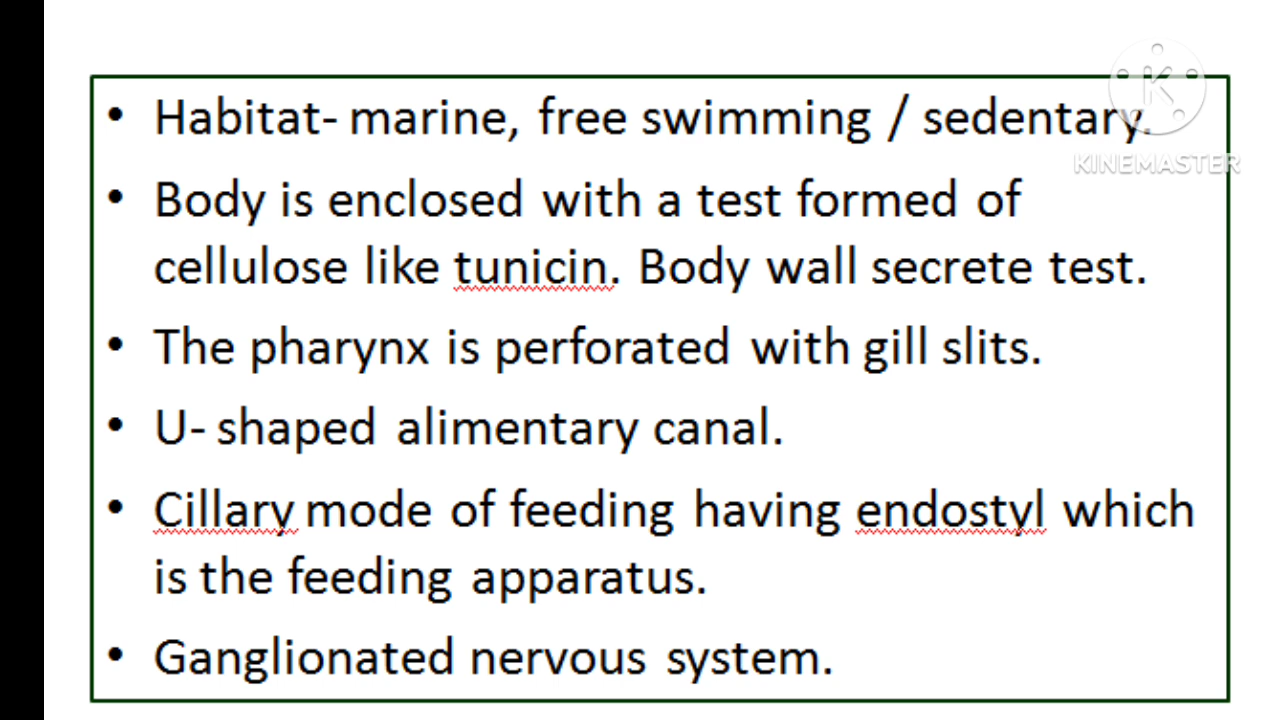 • Habitat- marine, free swimming / sedentary.
KINEMASTER
• Body is enclosed with a test formed of
cellulose like tunicin. Body wall secrete test.
• The pharynx is perforated with gill slits.
• U- shaped alimentary canal.
• Cillary mode of feeding having endostyl which
is the feeding apparatus.
• Ganglionated nervous system.